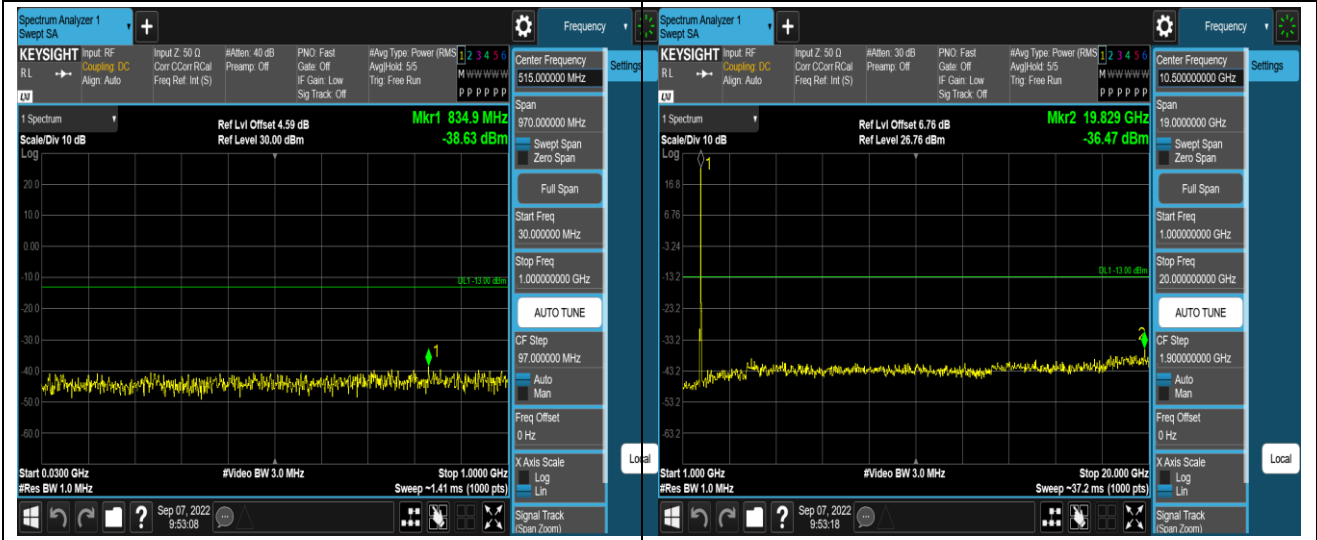 Spectrum Analyzer 1
Swept SA
Frequency
KEYSIGHT Input: RF Input Z: 50 Ω #Atten: 40 dB PNO: Fast #Avg Type: Power (RMS 1 2 3 4 5 6
RL Coupling: DC Corr CCorr RCal Preamp: Off Gate: Off Avg|Hold: 5/5 M W W W W W
Align: Auto Freq Ref: Int (S) IF Gain: Low Trig: Free Run
Sig Track: Off P P P P P P
LXI
1 Spectrum
Scale/Div 10 dB
Log
Ref Lvl Offset 4.59 dB
Ref Level 30.00 dBm
Mkr1 834.9 MHz
-38.63 dBm
20.0
10.0
0.00
-10.0
DL1 -13.00 dBm
-20.0
-30.0
1
-40.0
-50.0
-60.0
Start 0.0300 GHz #Video BW 3.0 MHz Stop 1.0000 GHz
#Res BW 1.0 MHz Sweep ~1.41 ms (1000 pts)
Sep 07, 2022
9:53:08
Center Frequency
515.000000 MHz
Span
970.000000 MHz
Swept Span
Zero Span
Full Span
Start Freq
30.000000 MHz
Stop Freq
1.000000000 GHz
AUTO TUNE
CF Step
97.000000 MHz
Auto
Man
Freq Offset
0 Hz
X Axis Scale
Log
Lin
Signal Track
(Span Zoom)
Settings
Local
Spectrum Analyzer 1
Swept SA
Frequency
KEYSIGHT Input: RF Input Z: 50 Ω #Atten: 30 dB PNO: Fast #Avg Type: Power (RMS 1 2 3 4 5 6
RL Coupling: DC Corr CCorr RCal Preamp: Off Gate: Off Avg|Hold: 5/5 M W W W W W
Align: Auto Freq Ref: Int (S) IF Gain: Low Trig: Free Run
Sig Track: Off P P P P P P
LXI
1 Spectrum
Scale/Div 10 dB
Log
Ref Lvl Offset 6.76 dB
Ref Level 26.76 dBm
Mkr2 19.829 GHz
-36.47 dBm
1
16.8
6.76
-3.24
-13.2
DL1 -13.00 dBm
-23.2
-33.2
2
-43.2
-53.2
-63.2
Start 1.000 GHz #Video BW 3.0 MHz Stop 20.000 GHz
#Res BW 1.0 MHz Sweep ~37.2 ms (1000 pts)
Sep 07, 2022
9:53:18
Center Frequency
10.500000000 GHz
Span
19.0000000 GHz
Swept Span
Zero Span
Full Span
Start Freq
1.000000000 GHz
Stop Freq
20.000000000 GHz
AUTO TUNE
CF Step
1.900000000 GHz
Auto
Man
Freq Offset
0 Hz
X Axis Scale
Log
Lin
Signal Track
(Span Zoom)
Settings
Local